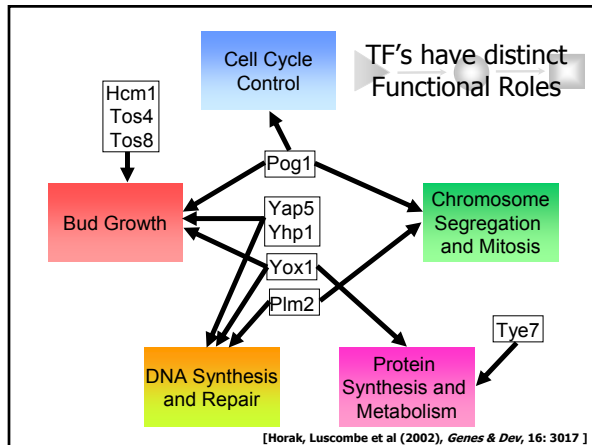 TF's have distinct
Functional Roles
Cell Cycle
Control
Hcm1
Tos4
Tos8
Pog1
Bud Growth
Yap5
Yhp1
Chromosome
Segregation
and Mitosis
Yox1
Plm2
Tye7
DNA Synthesis
and Repair
Protein
Synthesis and
Metabolism
[Horak, Luscombe et al (2002), Genes & Dev, 16: 3017 ]